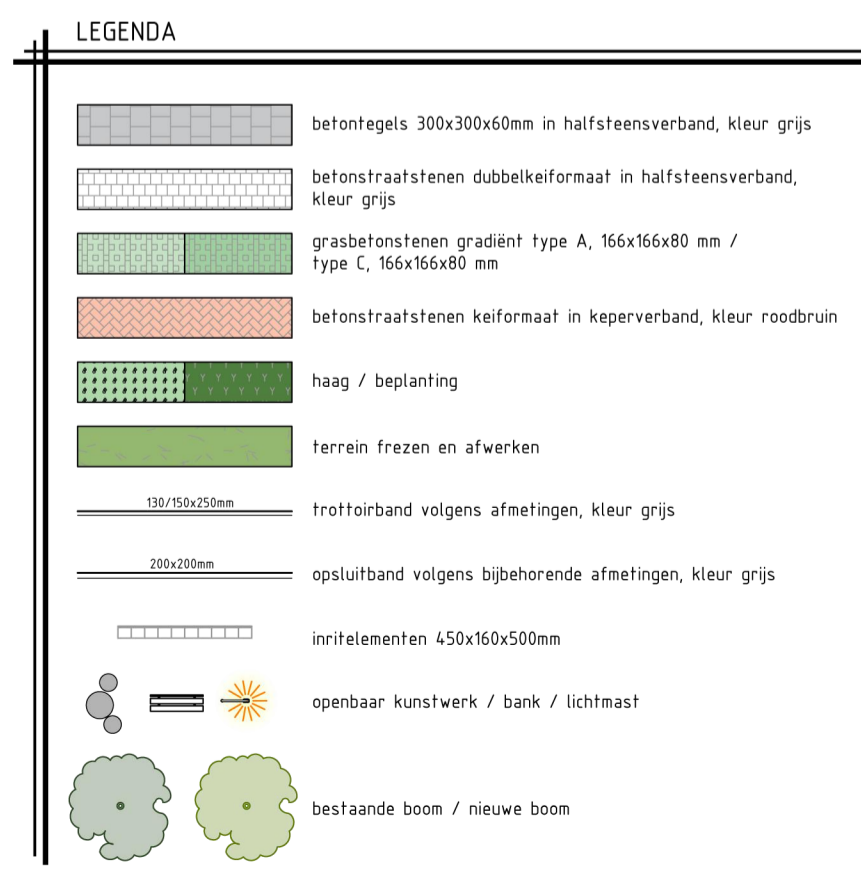 LEGENDA
betontegels 300x300x60mm in halfsteensverband, kleur grijs
betonstraatstenen dubbelkeiformaat in halfsteensverband,
kleur grijs
grasbetonstenen gradiënt type A, 166x166x80 mm /
type C, 166x166x80 mm
betonstraatstenen keiformaat in keperverband, kleur roodbruin
haag / beplanting
terrein frezen en afwerken
130/150x250mm
trottoirband volgens afmetingen, kleur grijs
200x200mm
opsluitband volgens bijbehorende afmetingen, kleur grijs
inritelementen 450x160x500mm
openbaar kunstwerk / bank / lichtmast
bestaande boom / nieuwe boom